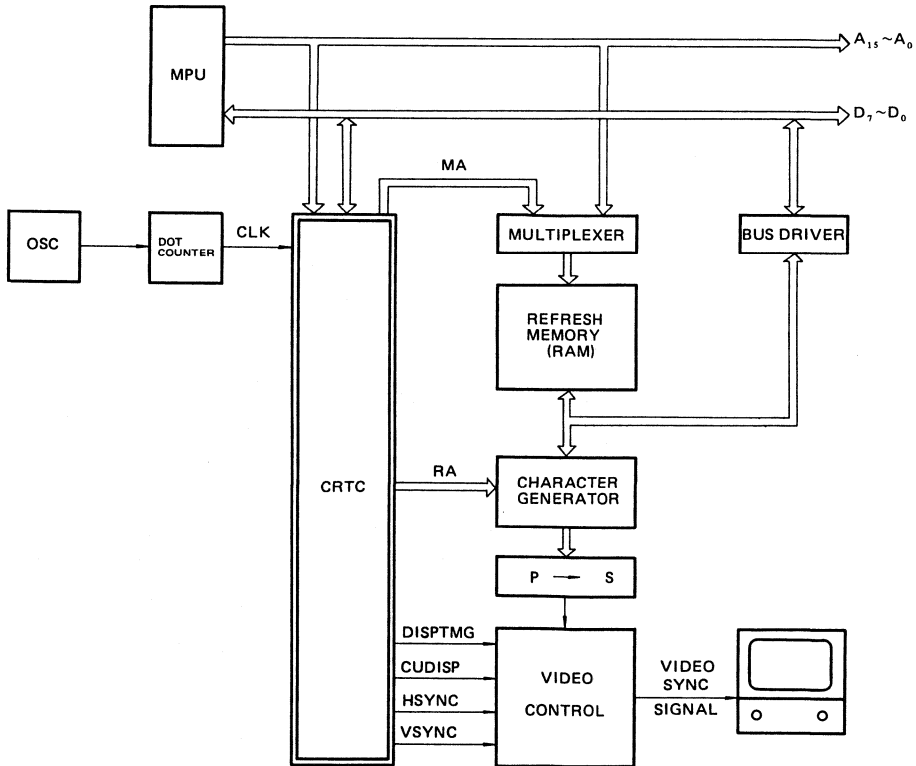 A₁₅~A₀
MPU
D₇~D₀
MA
OSC
DOT
COUNTER
CLK
MULTIPLEXER
BUS DRIVER
REFRESH
MEMORY
(RAM)
CRTC
RA
CHARACTER
GENERATOR
P → S
DISPTMG
CUDISP
HSYNC
VSYNC
VIDEO
CONTROL
VIDEO
SYNC
SIGNAL